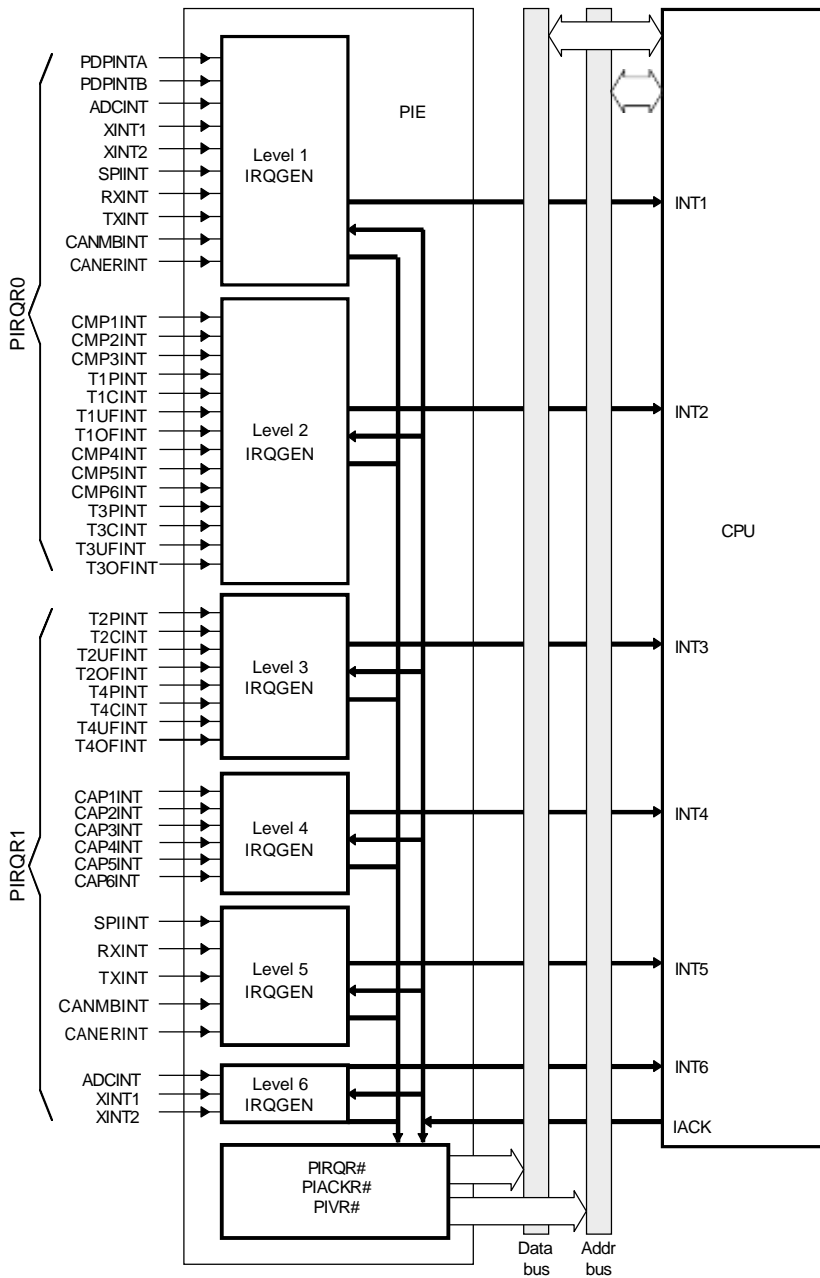 PIRQR0
PDPINTA
PDPINTB
ADCINT
XINT1
XINT2
SPIINT
RXINT
TXINT
CANMBINT
CANERINT
Level 1
IRQGEN
PIE
INT1
CMP1INT
CMP2INT
CMP3INT
T1PINT
T1CINT
T1UFINT
T1OFINT
CMP4INT
CMP5INT
CMP6INT
T3PINT
T3CINT
T3UFINT
T3OFINT
Level 2
IRQGEN
INT2
CPU
PIRQR1
T2PINT
T2CINT
T2UFINT
T2OFINT
T4PINT
T4CINT
T4UFINT
T4OFINT
Level 3
IRQGEN
INT3
CAP1INT
CAP2INT
CAP3INT
CAP4INT
CAP5INT
CAP6INT
Level 4
IRQGEN
INT4
SPIINT
RXINT
TXINT
CANMBINT
CANERINT
Level 5
IRQGEN
INT5
ADCINT
XINT1
XINT2
Level 6
IRQGEN
INT6
IACK
PIRQR#
PIACKR#
PIVR#
Data
bus
Addr
bus